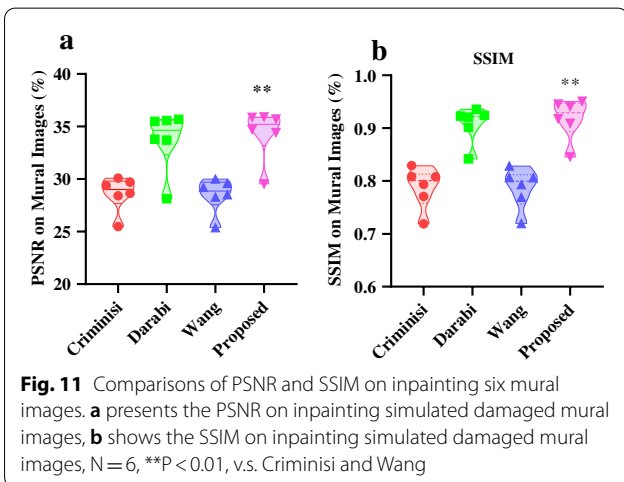 a
PSNR on Mural Images (%)
40
35
30
25
20
**
Criminisi
Darabi
Wang
Proposed
b
SSIM
SSIM on Mural Images (%)
1.0
0.9
0.8
0.7
0.6
**
Criminisi
Darabi
Wang
Proposed
Fig. 11 Comparisons of PSNR and SSIM on inpainting six mural
images. a presents the PSNR on inpainting simulated damaged mural
images, b shows the SSIM on inpainting simulated damaged mural
images, N = 6, **P < 0.01, v.s. Criminisi and Wang